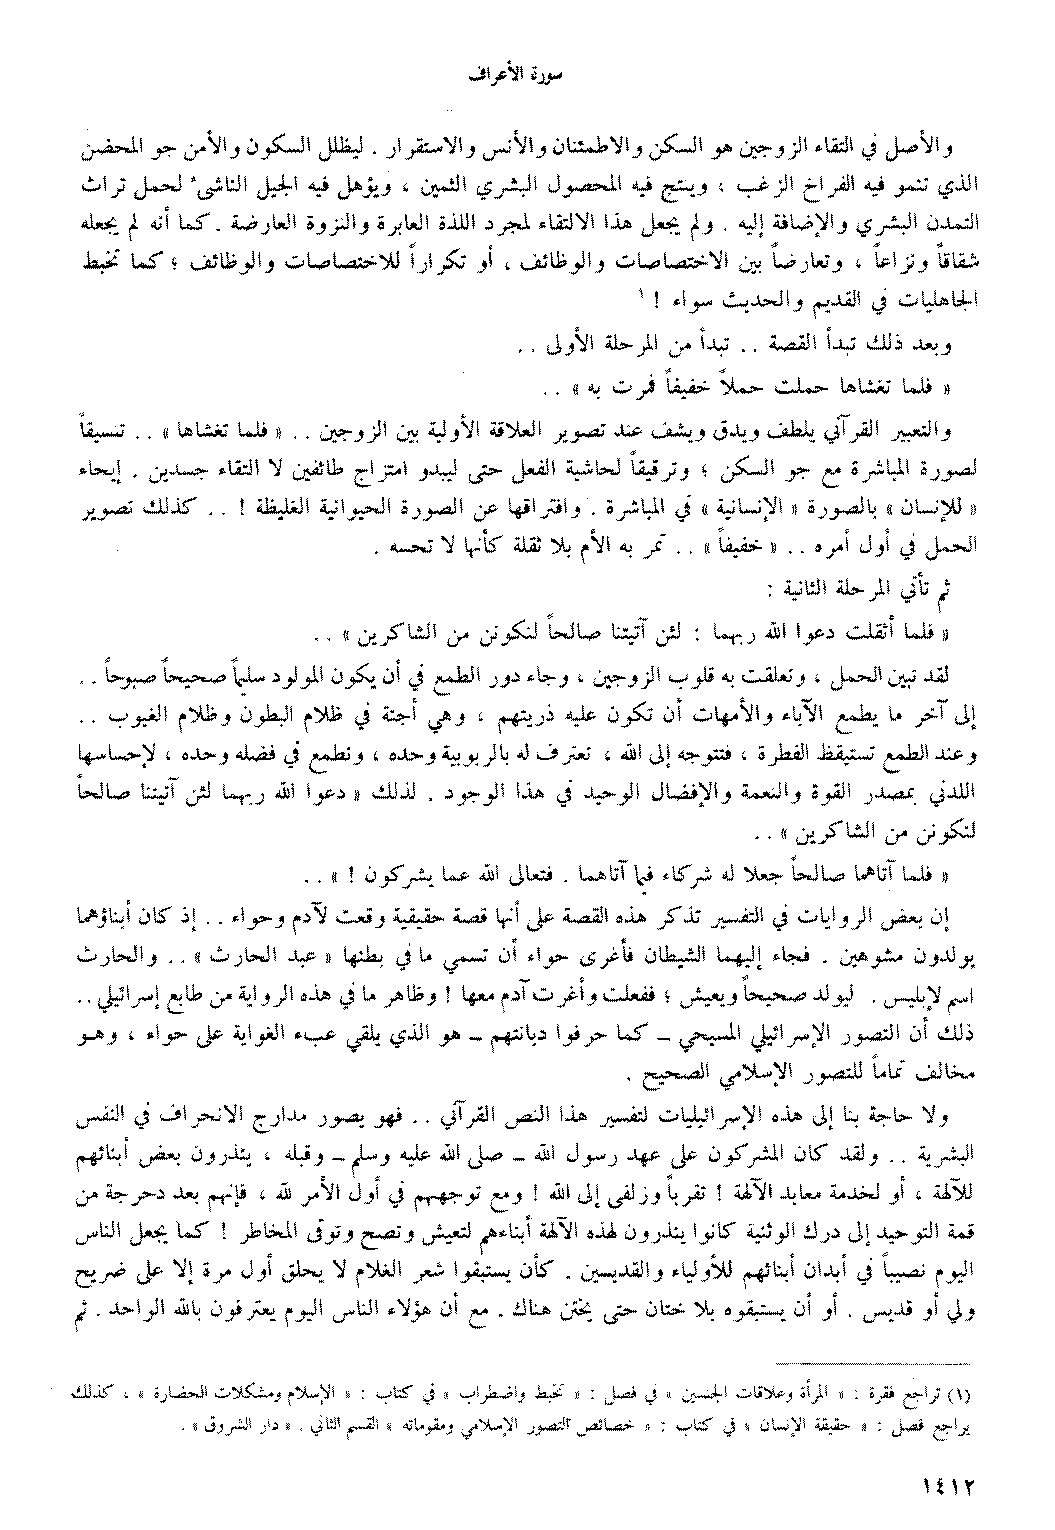 سورة الأعراف
والأصل في التقاء الزوجين هو السكن والاطمئنان والأنس والاستقرار . ليظلل السكون والأمن جو المحضن
الذي تنمو فيه الفراخ الزغب ؛ وينتج فيه المحصول البشري الثمين ، ويؤهل فيه الجيل الناشىء لحمل تراث
التمدن البشري والإضافة إليه . ولم يجعل هذا الالتقاء لمجرد اللذة العابرة والنزوة العارضة . كما أنه لم يجعله
شقاقاً ونزاعاً ، وتعارضاً بين الاختصاصات والوظائف ، أو تكراراً للاختصاصات والوظائف ؛ كما تخبط
الجاهليات في القديم والحديث سواء ! ١
وبعد ذلك تبدأ القصة .. تبدأ من المرحلة الأولى ..
« فلما تغشاها حملت حملاً خفيفاً فمرت به » ..
والتعبير القرآني يلطف ويدق ويشف عند تصوير العلاقة الأولية بين الزوجين .. « فلما تغشاها » .. تنسيقاً
لصورة المباشرة مع جو السكن ؛ وترقيقاً لحاشية الفعل حتى ليبدو امتزاج طائفين لا التقاء جسدين . إيحاء
« للإنسان » بالصورة « الإنسانية » في المباشرة . وافتراقها عن الصورة الحيوانية الغليظة ! .. كذلك تصوير
الحمل في أول أمره .. « خفيفاً » .. تمر به الأم بلا ثقلة كأنها لا تحسه .
ثم تأتي المرحلة الثانية :
« فلما أثقلت دعوا الله ربهما : لئن آتيتنا صالحاً لنكونن من الشاكرين » ..
لقد تبين الحمل ، وتعلقت به قلوب الزوجين ، وجاء دور الطمع في أن يكون المولود سليماً صحيحاً صبوحاً ..
إلى آخر ما يطمع الآباء والأمهات أن تكون عليه ذريتهم ، وهي أجنة في ظلام البطون وظلام الغيوب ..
وعند الطمع تستيقظ الفطرة ، فتتوجه إلى الله ، تعترف له بالربوبية وحده ، وتطمع في فضله وحده ، لإحساسها
اللدني بمصدر القوة والنعمة والإفضال الوحيد في هذا الوجود . لذلك « دعوا الله ربهما لئن آتيتنا صالحاً
لنكونن من الشاكرين » ..
« فلما آتاهما صالحاً جعلا له شركاء فيما آتاهما . فتعالى الله عما يشركون ! » ..
إن بعض الروايات في التفسير تذكر هذه القصة على أنها قصة حقيقية وقعت لآدم وحواء .. إذ كان أبناؤهما
يولدون مشوهين . فجاء إليهما الشيطان فأغرى حواء أن تسمي ما في بطنها « عبد الحارث » .. والحارث
اسم لإبليس . ليولد صحيحاً ويعيش ؛ ففعلت وأغرت آدم معها ! وظاهر ما في هذه الرواية من طابع إسرائيلي ..
ذلك أن التصور الإسرائيلي المسيحي – كما حرفوا ديانتهم – هو الذي يلقي عبء الغواية على حواء ، وهو
مخالف تماماً للتصور الإسلامي الصحيح .
ولا حاجة بنا إلى هذه الإسرائيليات لتفسير هذا النص القرآني .. فهو يصور مدارج الانحراف في النفس
البشرية .. ولقد كان المشركون على عهد رسول الله – صلى الله عليه وسلم – وقبله ، ينذرون بعض أبنائهم
للآلهة ، أو لخدمة معابد الآلهة ! تقرباً وزلفى إلى الله ! ومع توجههم في أول الأمر لله ، فإنهم بعد دحرجة من
قمة التوحيد إلى درك الوثنية كانوا ينذرون لهذه الآلهة أبناءهم لتعيش وتصح وتوقى المخاطر ! كما يجعل الناس
اليوم نصيباً في أبدان أبنائهم للأولياء والقديسين . كأن يستبقوا شعر الغلام لا يحلق أول مرة إلا على ضريح
ولي أو قديس . أو أن يستبقوه بلا ختان حتى يختن هناك . مع أن هؤلاء الناس اليوم يعترفون بالله الواحد . ثم
(١) تراجع فقرة : « المرأة وعلاقات الجنسين » في فصل : « تخبط واضطراب » في كتاب : « الإسلام ومشكلات الحضارة » ، كذلك
يراجع فصل : « حقيقة الإنسان » في كتاب : « خصائص التصور الإسلامي ومقوماته » القسم الثاني . « دار الشروق » .
١٤١٢